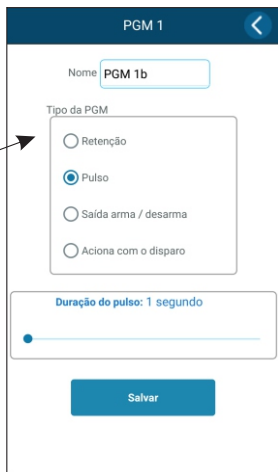 PGM 1
Nome PGM 1b
Tipo da PGM
Retenção
Pulso
Saída arma / desarma
Aciona com o disparo
Duração do pulso: 1 segundo
Salvar